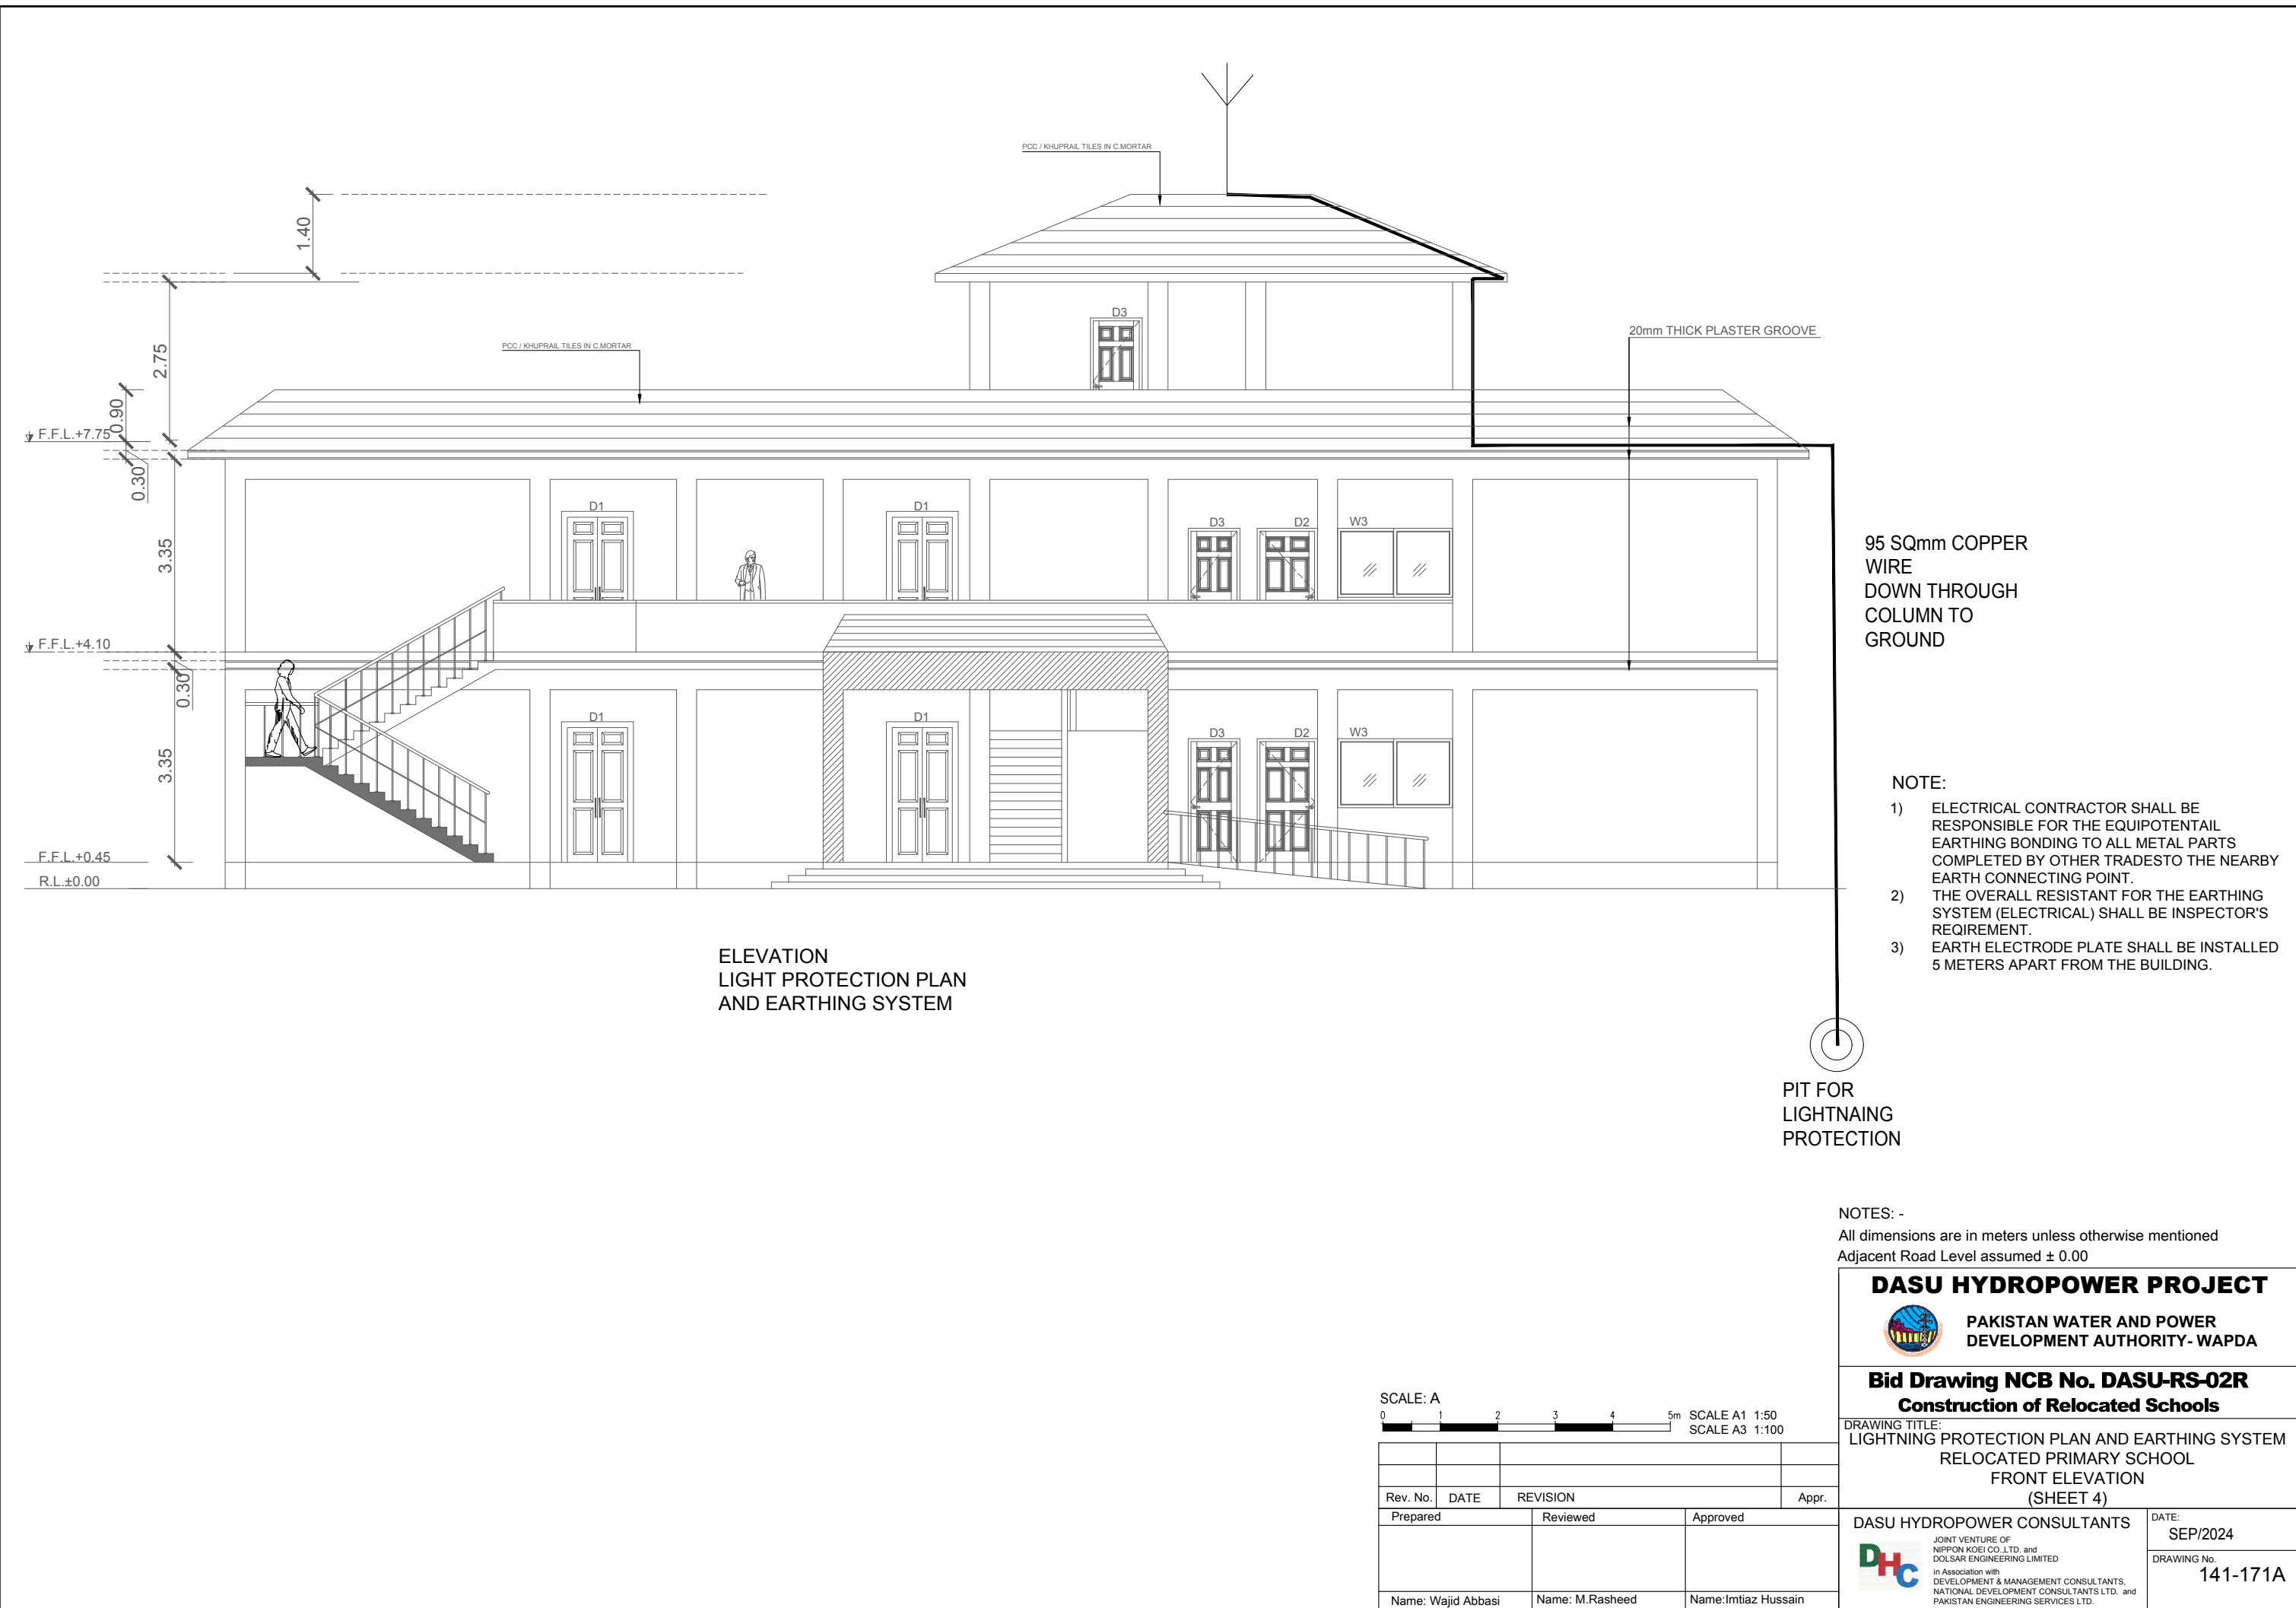 PCC / KHUPRAIL TILES IN C.MORTAR
1.40
D3
20mm THICK PLASTER GROOVE
PCC / KHUPRAIL TILES IN C.MORTAR
2.75
0.90
F.F.L.+7.75
0.30
D1
D1
D3
D2
W3
3.35
95 SQmm COPPER
WIRE
DOWN THROUGH
COLUMN TO
GROUND
F.F.L.+4.10
0.30
D1
D1
D3
D2
W3
3.35
F.F.L.+0.45
R.L.±0.00
NOTE:
1) ELECTRICAL CONTRACTOR SHALL BE
RESPONSIBLE FOR THE EQUIPOTENTAIL
EARTHING BONDING TO ALL METAL PARTS
COMPLETED BY OTHER TRADESTO THE NEARBY
EARTH CONNECTING POINT.
2) THE OVERALL RESISTANT FOR THE EARTHING
SYSTEM (ELECTRICAL) SHALL BE INSPECTOR'S
REQIREMENT.
3) EARTH ELECTRODE PLATE SHALL BE INSTALLED
5 METERS APART FROM THE BUILDING.
ELEVATION
LIGHT PROTECTION PLAN
AND EARTHING SYSTEM
PIT FOR
LIGHTNAING
PROTECTION
NOTES: -
All dimensions are in meters unless otherwise mentioned
Adjacent Road Level assumed ± 0.00
DASU HYDROPOWER PROJECT
PAKISTAN WATER AND POWER
DEVELOPMENT AUTHORITY- WAPDA
Bid Drawing NCB No. DASU-RS-02R
Construction of Relocated Schools
DRAWING TITLE:
LIGHTNING PROTECTION PLAN AND EARTHING SYSTEM
RELOCATED PRIMARY SCHOOL
FRONT ELEVATION
(SHEET 4)
SCALE: A
0 1 2 3 4 5m
SCALE A1 1:50
SCALE A3 1:100
Rev. No. DATE REVISION Appr.
Prepared Reviewed Approved
Name: Wajid Abbasi Name: M.Rasheed Name:Imtiaz Hussain
DASU HYDROPOWER CONSULTANTS
DHC
JOINT VENTURE OF
NIPPON KOEI CO.,LTD. and
DOLSAR ENGINEERING LIMITED
in Association with
DEVELOPMENT & MANAGEMENT CONSULTANTS,
NATIONAL DEVELOPMENT CONSULTANTS LTD. and
PAKISTAN ENGINEERING SERVICES LTD.
DATE:
SEP/2024
DRAWING No.
141-171A